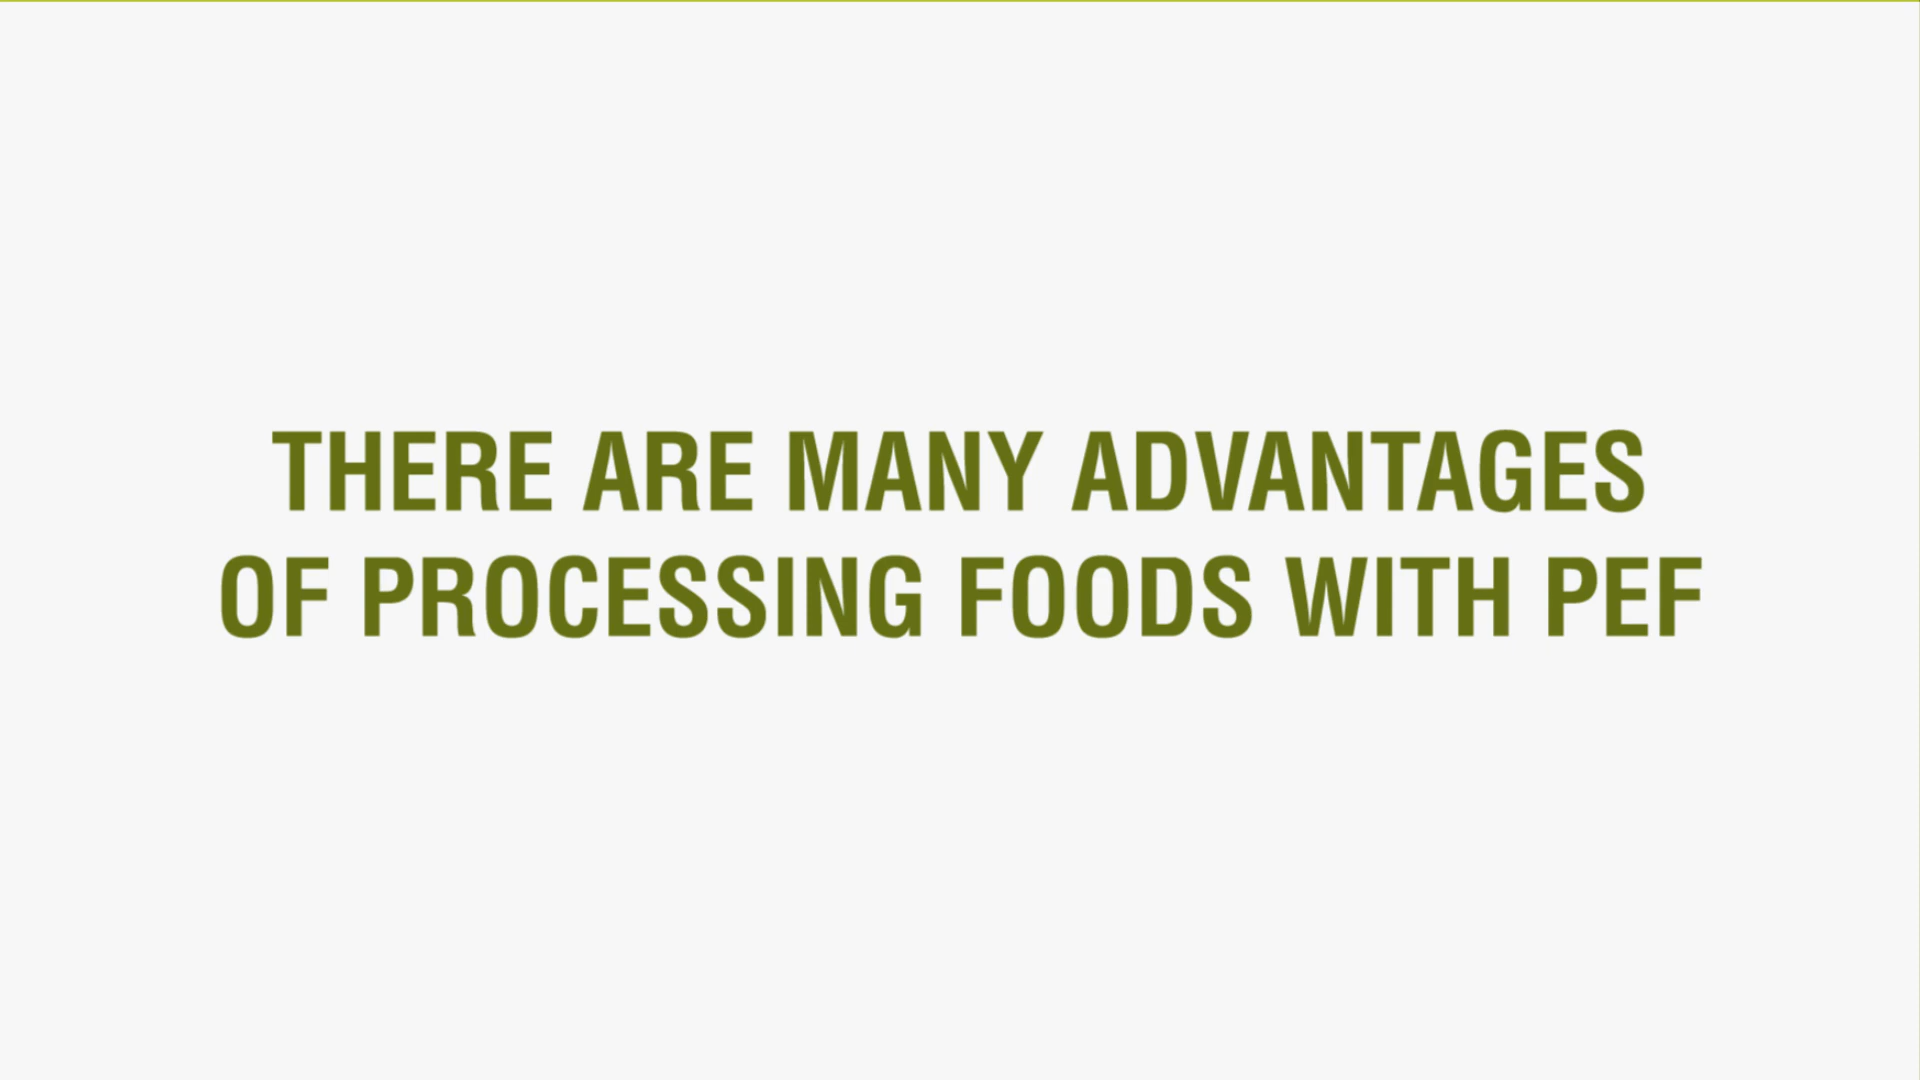 THERE ARE MANY ADVANTAGES
OF PROCESSING FOODS WITH PEF